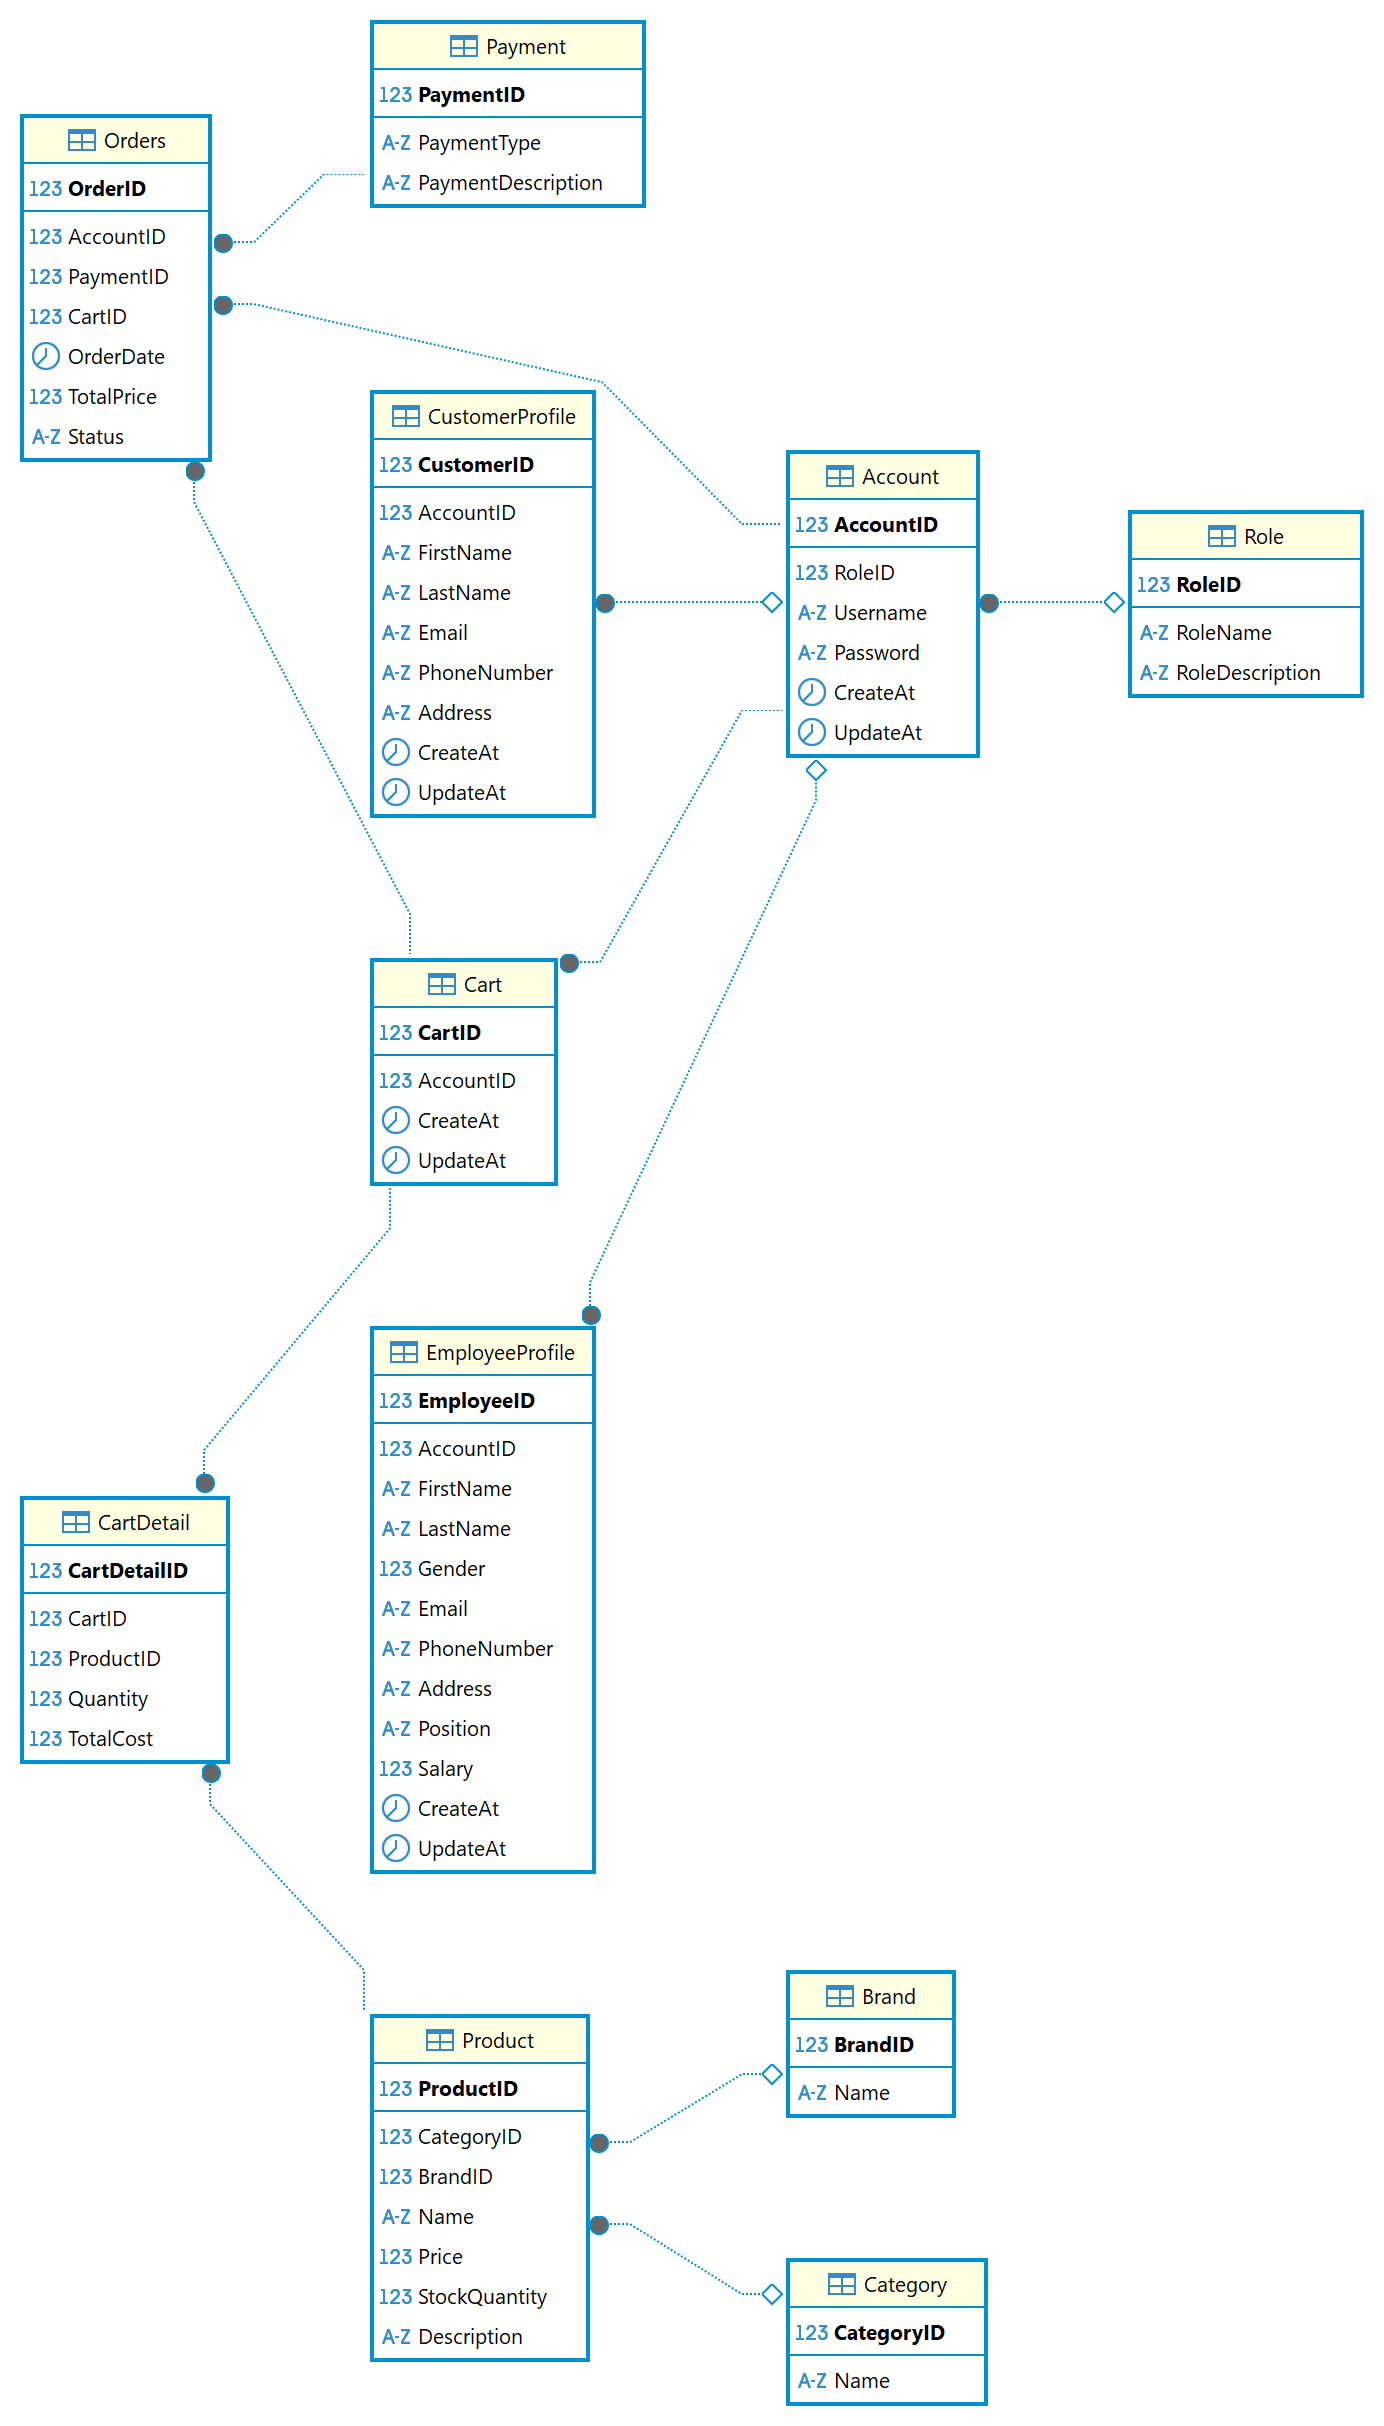 Payment
123 PaymentID
A-Z PaymentType
A-Z PaymentDescription
Orders
123 OrderID
123 AccountID
123 PaymentID
123 CartID
OrderDate
123 TotalPrice
A-Z Status
CustomerProfile
123 CustomerID
123 AccountID
A-Z FirstName
A-Z LastName
A-Z Email
A-Z PhoneNumber
A-Z Address
CreateAt
UpdateAt
Account
123 AccountID
123 RoleID
A-Z Username
A-Z Password
CreateAt
UpdateAt
Role
123 RoleID
A-Z RoleName
A-Z RoleDescription
Cart
123 CartID
123 AccountID
CreateAt
UpdateAt
EmployeeProfile
123 EmployeeID
123 AccountID
A-Z FirstName
A-Z LastName
123 Gender
A-Z Email
A-Z PhoneNumber
A-Z Address
A-Z Position
123 Salary
CreateAt
UpdateAt
CartDetail
123 CartDetailID
123 CartID
123 ProductID
123 Quantity
123 TotalCost
Product
123 ProductID
123 CategoryID
123 BrandID
A-Z Name
123 Price
123 StockQuantity
A-Z Description
Brand
123 BrandID
A-Z Name
Category
123 CategoryID
A-Z Name